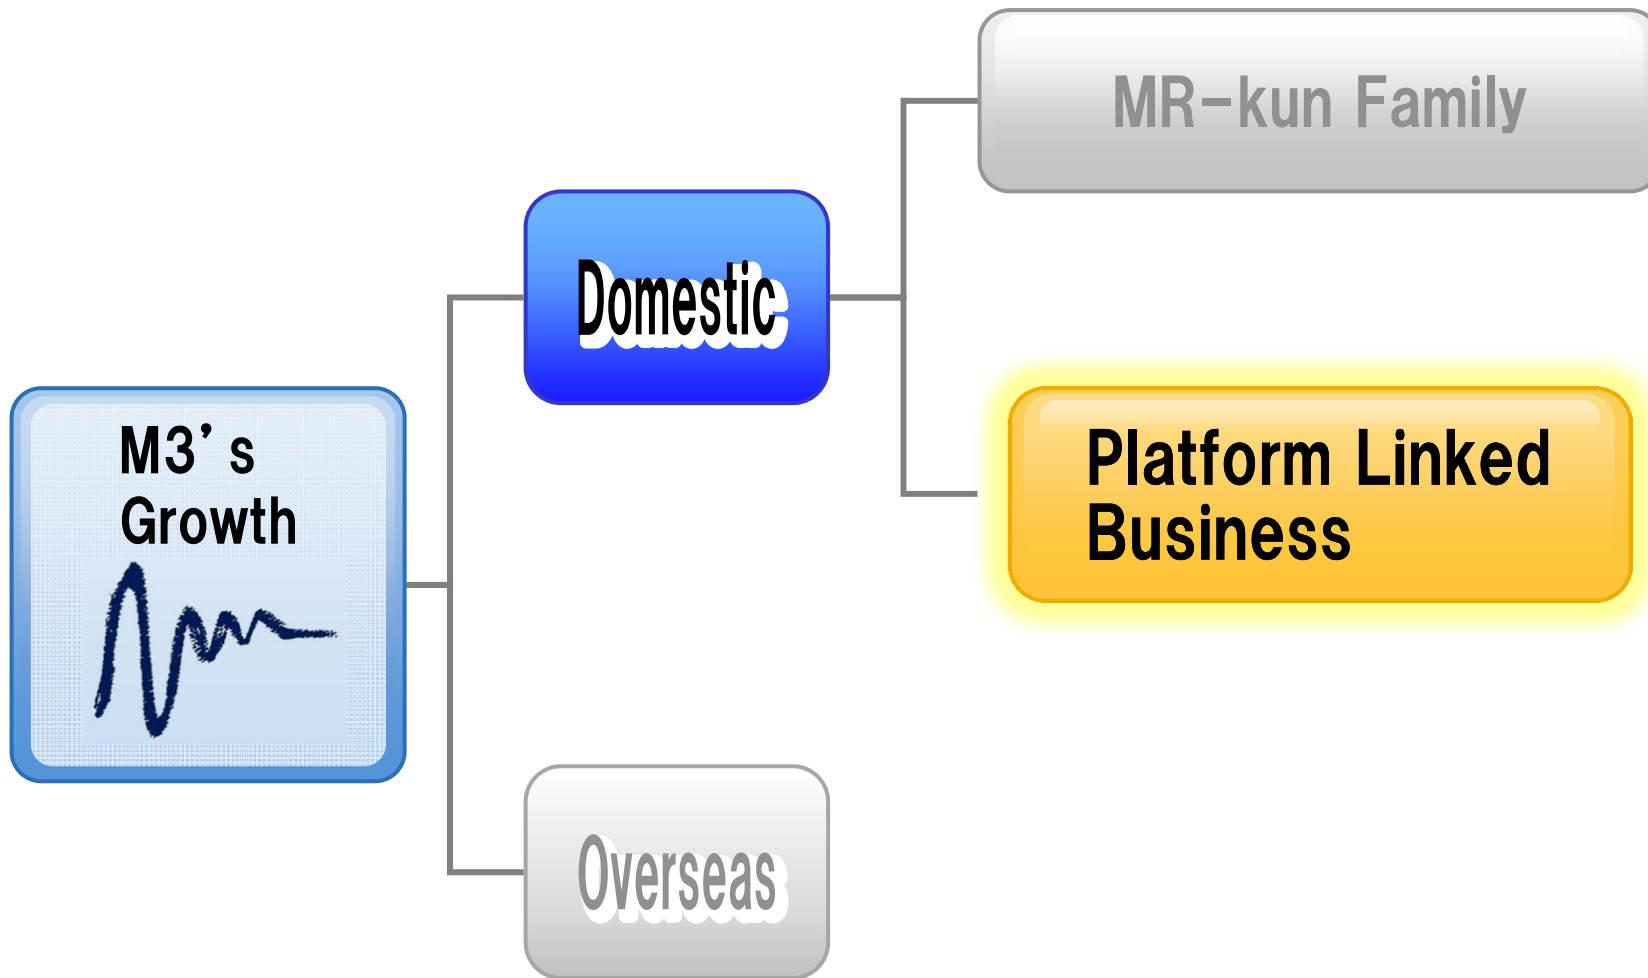 MR-kun Family
Domestic
Platform Linked
Business
M3’s
Growth
Overseas